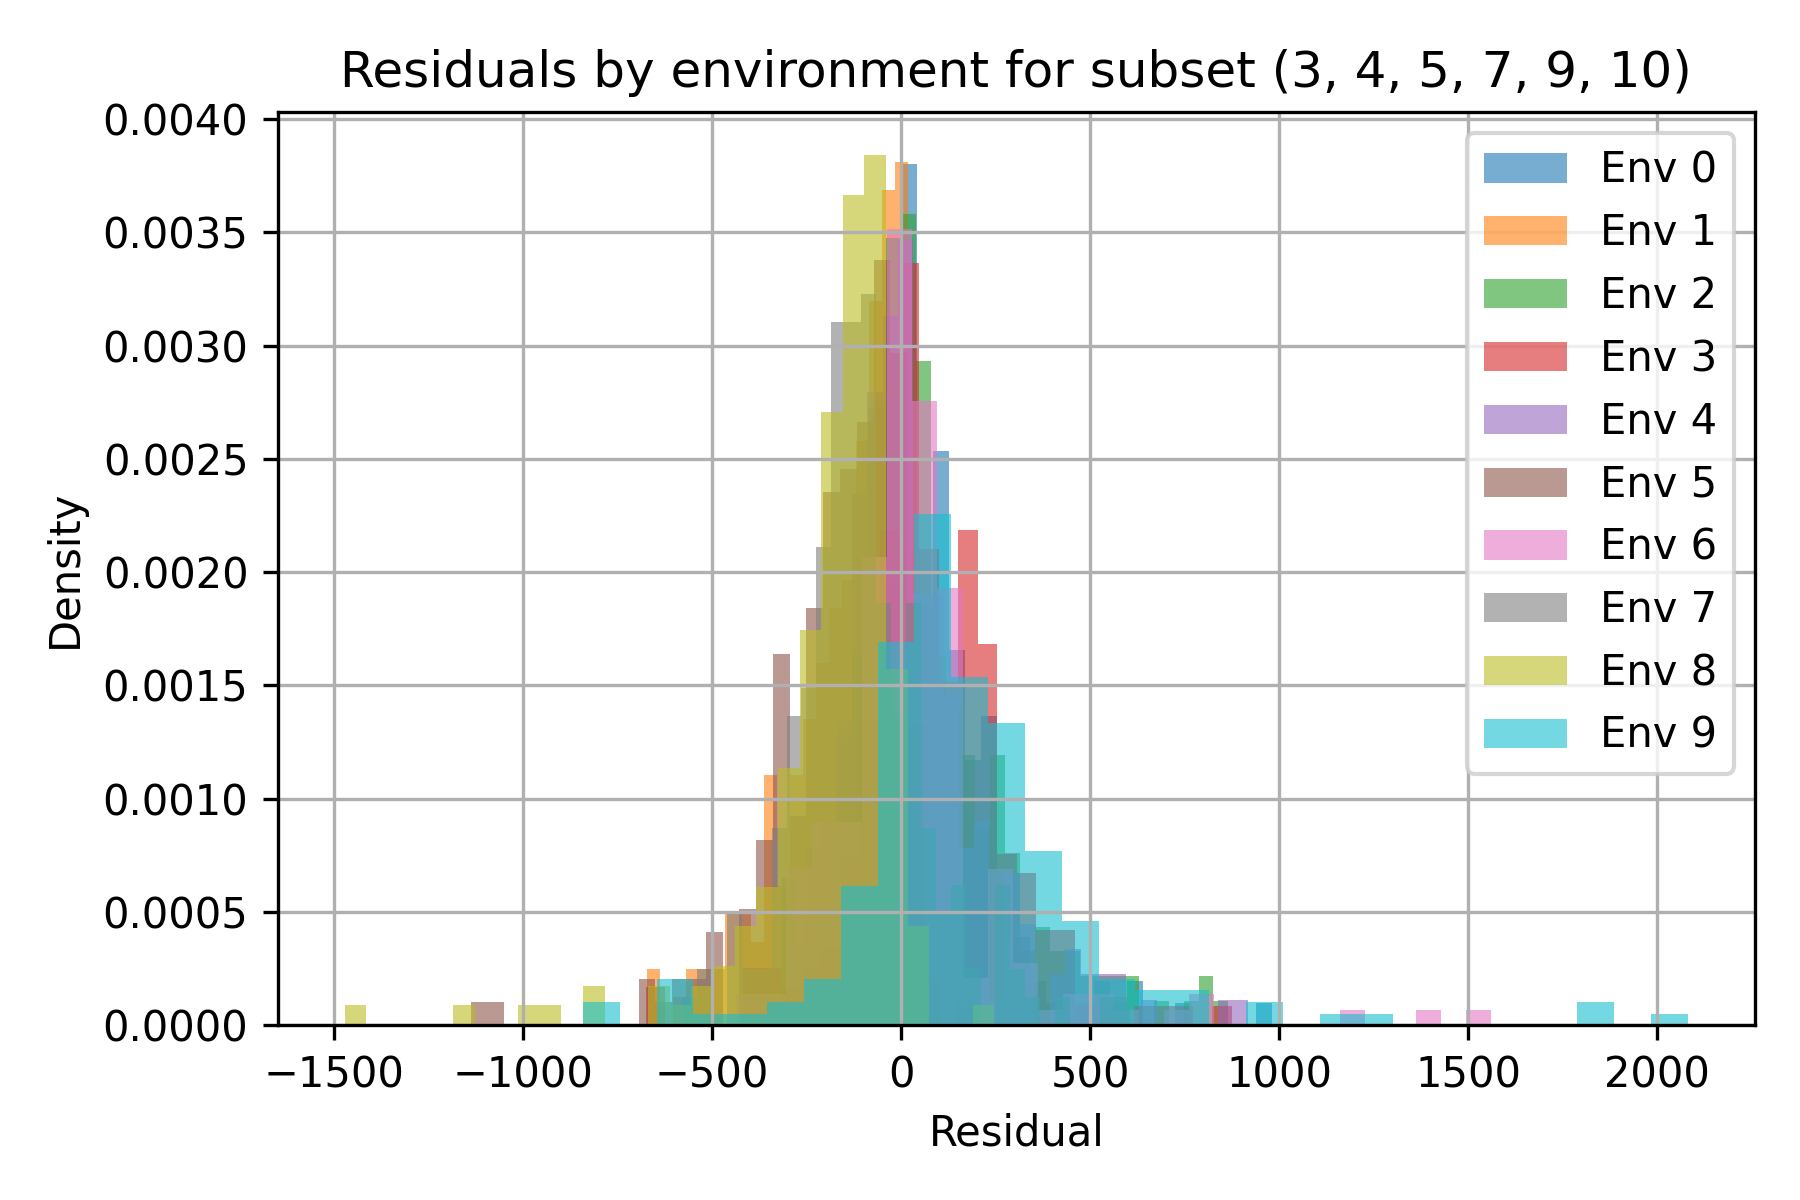 Residuals by environment for subset (3, 4, 5, 7, 9, 10)
0.0040
0.0035
0.0030
0.0025
0.0020
0.0015
0.0010
0.0005
0.0000
Density
Env 0
Env 1
Env 2
Env 3
Env 4
Env 5
Env 6
Env 7
Env 8
Env 9
−1500 −1000 −500 0 500 1000 1500 2000
Residual